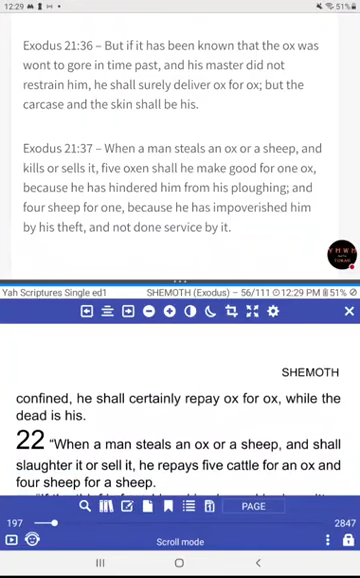 12:29
51%
Exodus 21:36 – But if it has been known that the ox was
wont to gore in time past, and his master did not
restrain him, he shall surely deliver ox for ox; but the
carcase and the skin shall be his.
Exodus 21:37 – When a man steals an ox or a sheep, and
kills or sells it, five oxen shall he make good for one ox,
because he has hindered him from his ploughing; and
four sheep for one, because he has impoverished him
by his theft, and not done service by it.
YMWM
Yah Scriptures Single ed1
SHEMOTH (Exodus) – 56/111 12:29 PM 51%
SHEMOTH
confined, he shall certainly repay ox for ox, while the
dead is his.
22 “When a man steals an ox or a sheep, and shall
slaughter it or sell it, he repays five cattle for an ox and
four sheep for a sheep.
PAGE
197
2847
Scroll mode